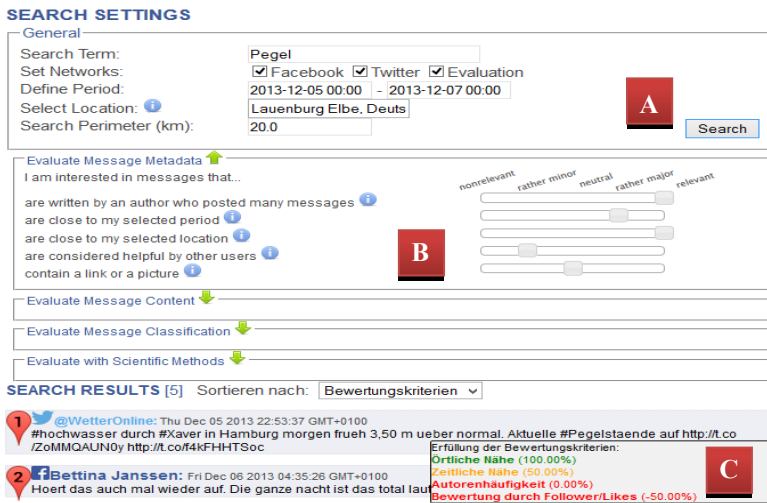 SEARCH SETTINGS
General
Search Term: Pegel
Set Networks: Facebook Twitter Evaluation
Define Period: 2013-12-05 00:00 - 2013-12-07 00:00
Select Location: Lauenburg Elbe, Deuts
Search Perimeter (km): 20.0
A
Search
Evaluate Message Metadata
I am interested in messages that...
nonrelevant rather minor neutral rather major relevant
are written by an author who posted many messages
are close to my selected period
are close to my selected location
are considered helpful by other users
contain a link or a picture
B
Evaluate Message Content
Evaluate Message Classification
Evaluate with Scientific Methods
SEARCH RESULTS [5] Sortieren nach: Bewertungskriterien
1 @WetterOnline: Thu Dec 05 2013 22:53:37 GMT+0100
#hochwasser durch #Xaver in Hamburg morgen frueh 3,50 m ueber normal. Aktuelle #Pegelstaende auf http://t.co
/ZoMMQAUN0y http://t.co/f4kFHHTSoc
2 Bettina Janssen: Fri Dec 06 2013 04:35:26 GMT+0100
Hoert das auch mal wieder auf. Die ganze nacht ist das total lauf
Erfüllung der Bewertungskriterien:
Örtliche Nähe (100.00%)
Zeitliche Nähe (50.00%)
Autorenhäufigkeit (0.00%)
Bewertung durch Follower/Likes (-50.00%)
C